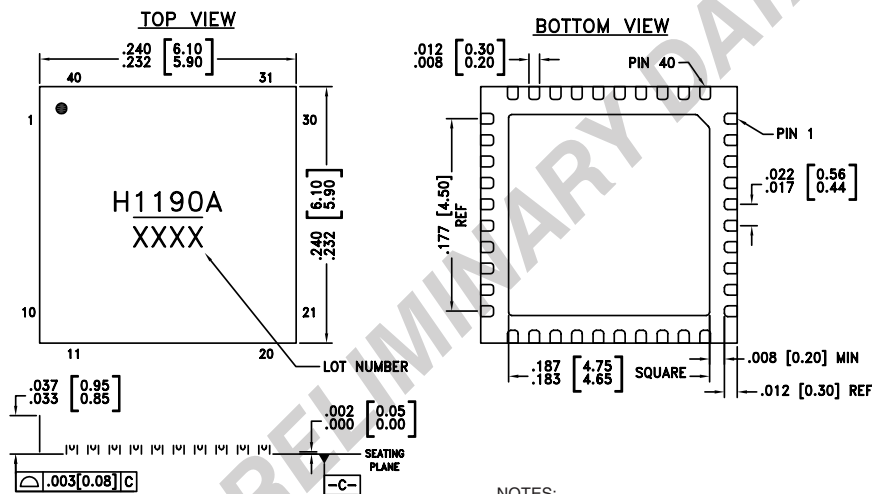 TOP VIEW
.240 [6.10]
.232 [5.90]
40 31
1 30
H1190A
XXXX
.240 [6.10]
.232 [5.90]
10 21
11 20
LOT NUMBER
.037 [0.95]
.033 [0.85]
.002 [0.05]
.000 [0.00]
SEATING
PLANE
.003[0.08] C
-C-
BOTTOM VIEW
.012 [0.30]
.008 [0.20]
PIN 40
PIN 1
.022 [0.56]
.017 [0.44]
.177 [4.50]
REF
.187 [4.75]
.183 [4.65]
SQUARE
.008 [0.20] MIN
.012 [0.30] REF
NOTES:
RELIMINARY DATA